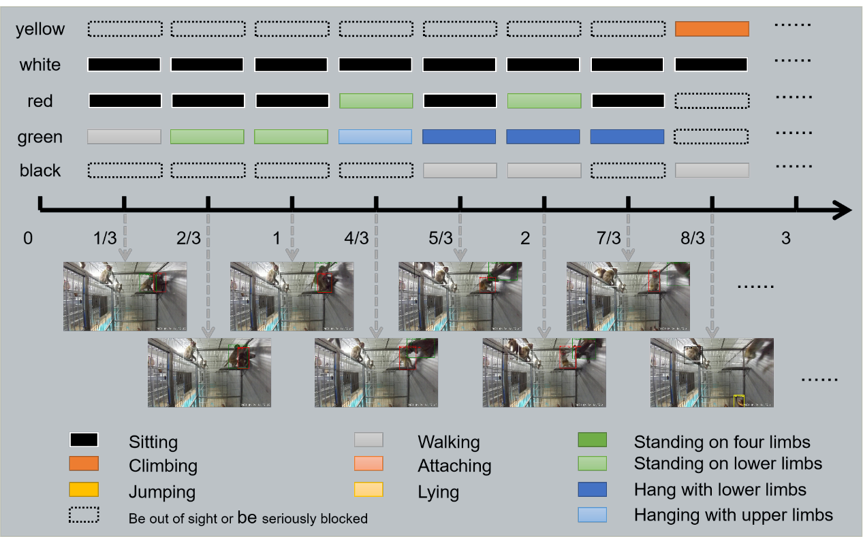 yellow ......
white ......
red ......
green ......
black ......
0 1/3 2/3 1 4/3 5/3 2 7/3 8/3 3
......
......
Sitting Walking Standing on four limbs
Climbing Attaching Standing on lower limbs
Jumping Lying Hang with lower limbs
Be out of sight or be seriously blocked Hanging with upper limbs